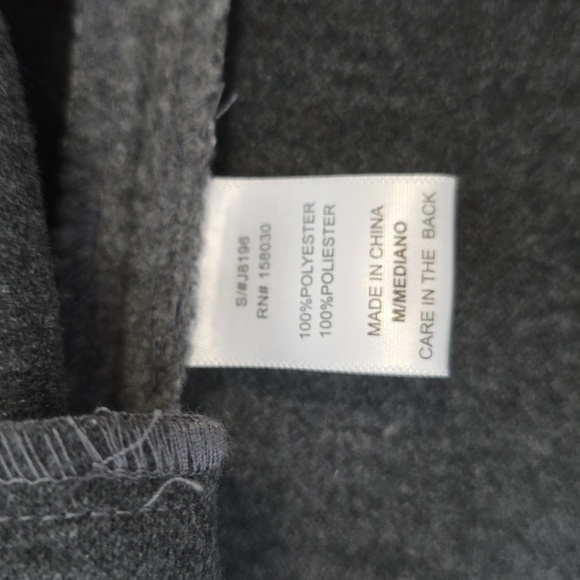 S/#J8196
RN# 158030
100%POLYESTER
100%POLIESTER
MADE IN CHINA
M/MEDIANO
CARE IN THE BACK